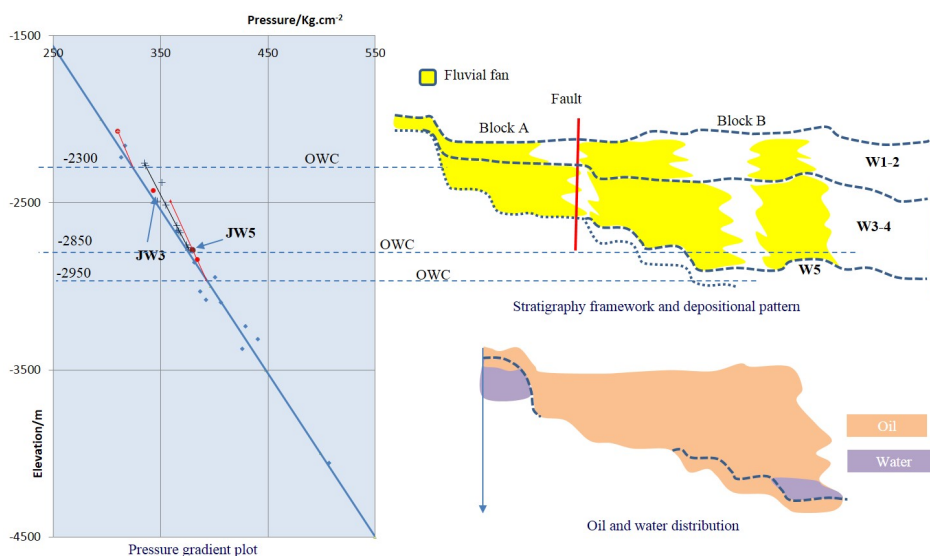 Pressure/Kg.cm-2
-1500
250
350
450
550
-2300
OWC
-2500
JW3
JW5
-2850
OWC
-2950
OWC
-3500
-4500
Elevation/m
Pressure gradient plot
Fluvial fan
Fault
Block A
Block B
W1-2
W3-4
W5
Stratigraphy framework and depositional pattern
Oil
Water
Oil and water distribution